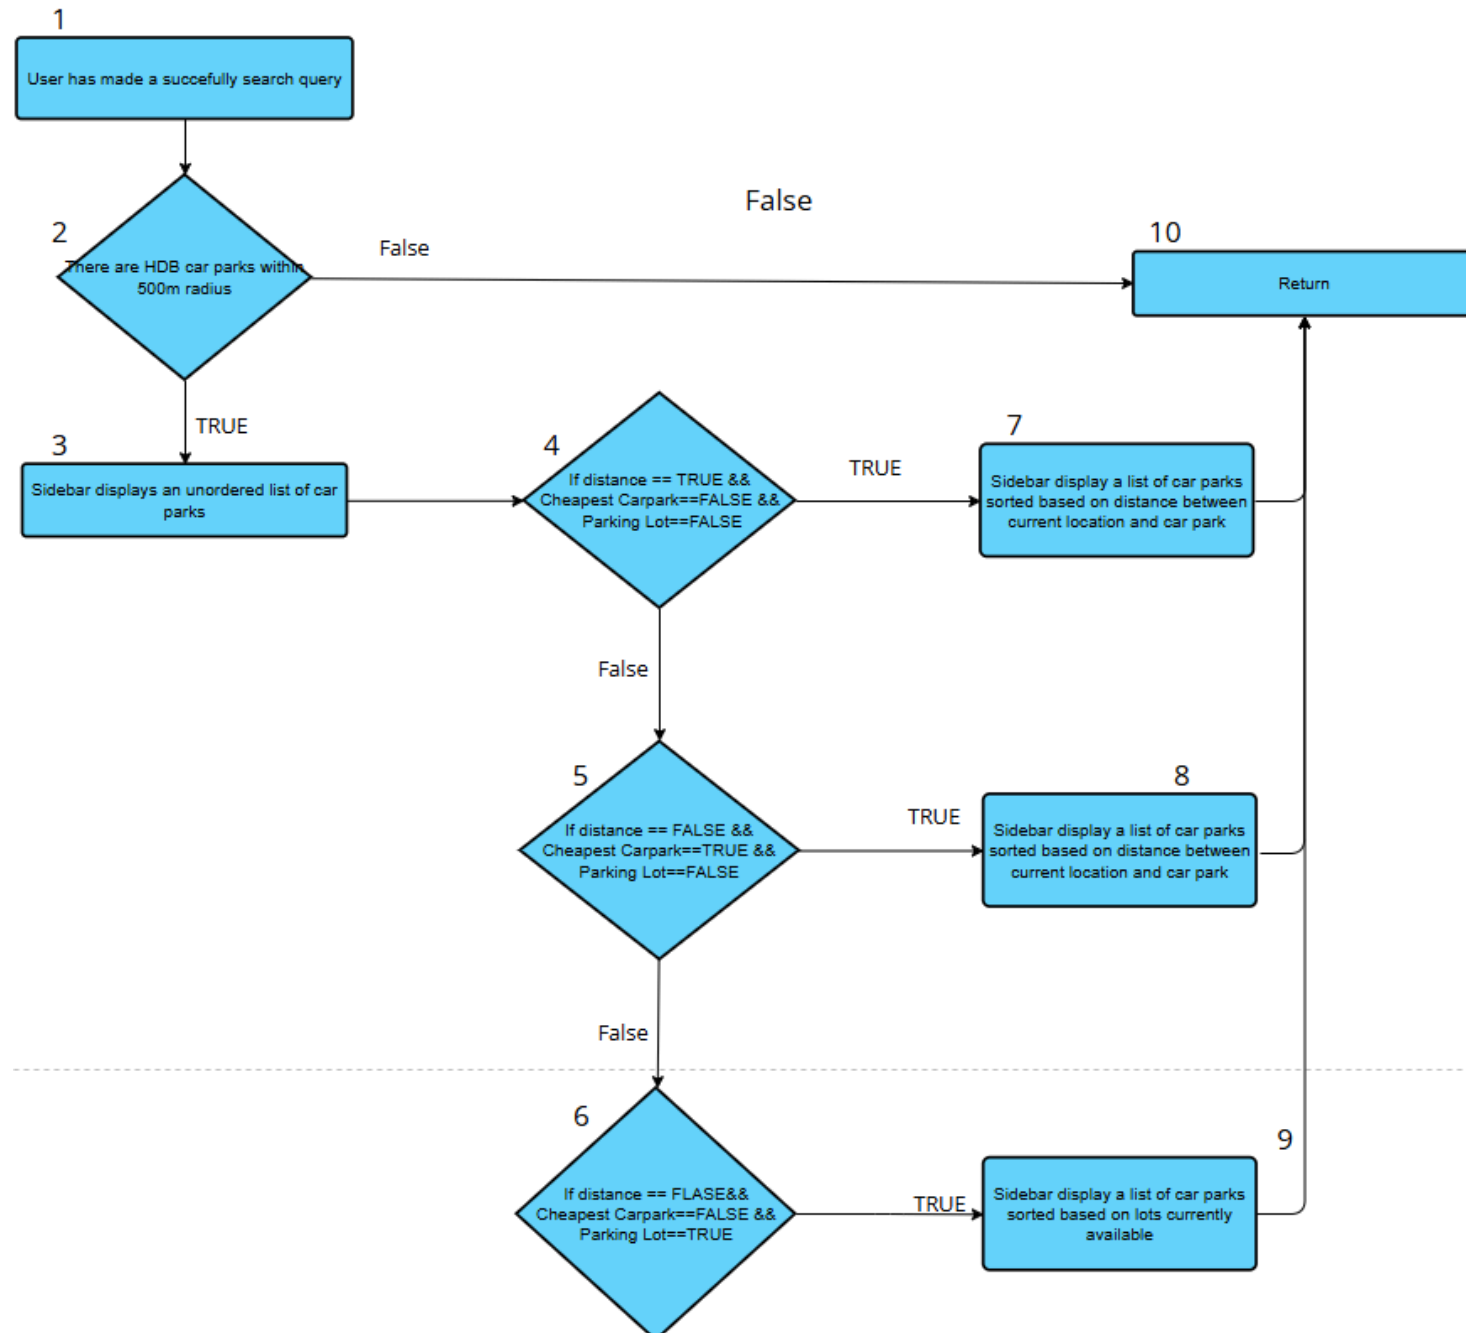 1
User has made a succefully search query
2
There are HDB car parks within
500m radius
False
False
10
Return
TRUE
3
Sidebar displays an unordered list of car
parks
4
If distance == TRUE &&
Cheapest Carpark==FALSE &&
Parking Lot==FALSE
TRUE
7
Sidebar display a list of car parks
sorted based on distance between
current location and car park
False
5
If distance == FALSE &&
Cheapest Carpark==TRUE &&
Parking Lot==FALSE
TRUE
8
Sidebar display a list of car parks
sorted based on distance between
current location and car park
False
6
If distance == FLASE&&
Cheapest Carpark==FALSE &&
Parking Lot==TRUE
TRUE
9
Sidebar display a list of car parks
sorted based on lots currently
available